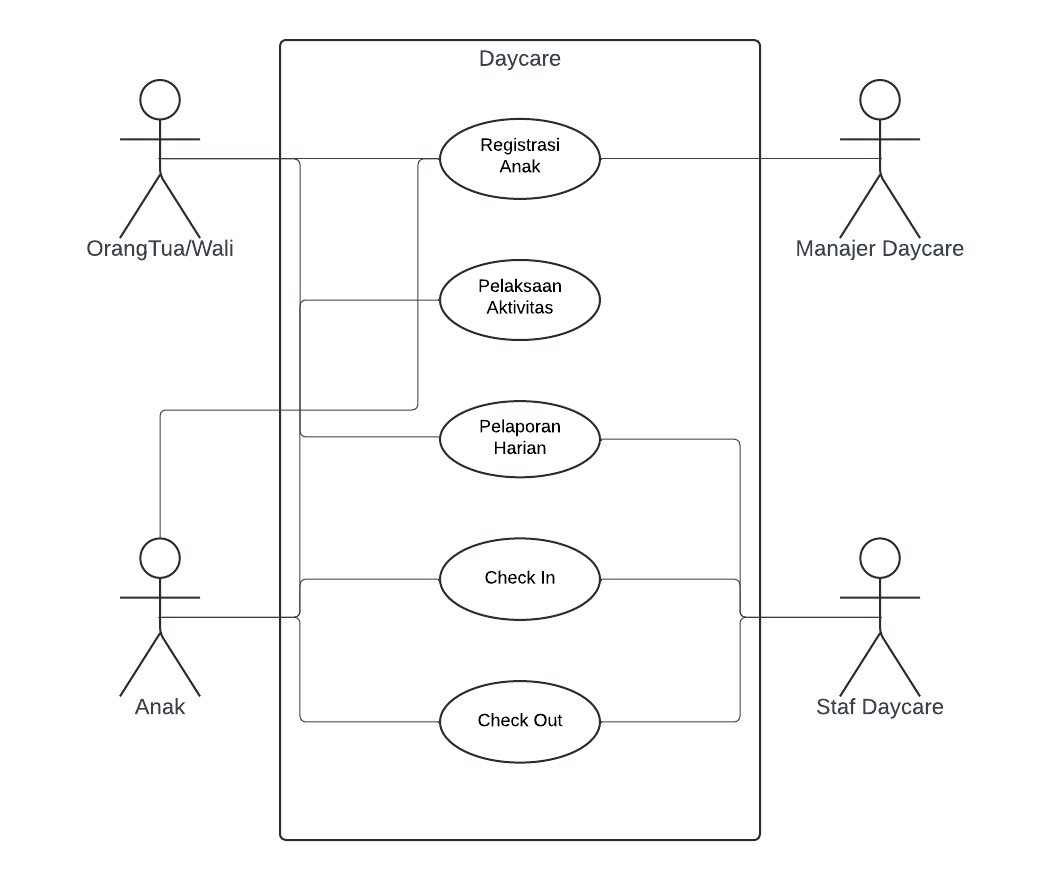 Daycare
Registrasi
Anak
OrangTua/Wali
Manajer Daycare
Pelaksaan
Aktivitas
Pelaporan
Harian
Check In
Anak
Staf Daycare
Check Out